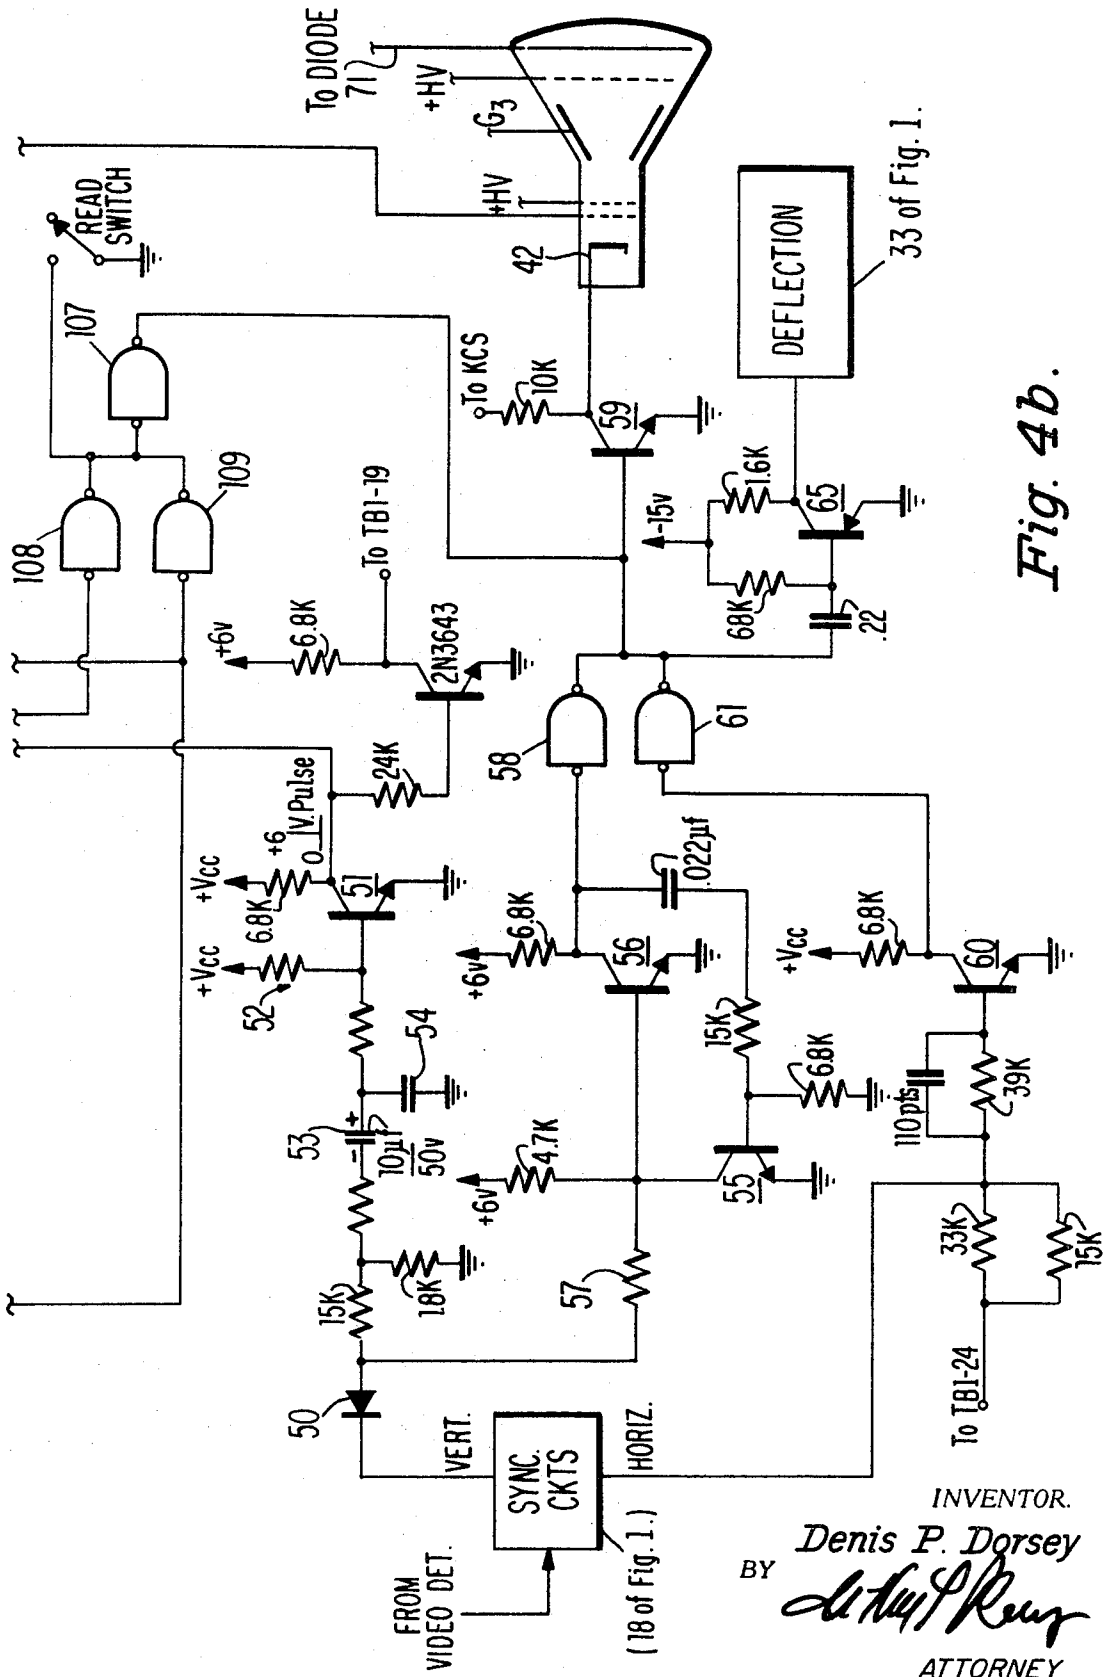 To DIODE
71
+HV
G3
+HV
42
READ
SWITCH
107
108
109
To KCS
10K
59
DEFLECTION
33 of Fig. 1.
-15v
1.6K
68K
65
.22
To TB1-19
+6v
6.8K
2N3643
24K
58
61
+Vcc
6.8K
+6
0
V. Pulse
51
+Vcc
52
54
53
10µf
50v
15K
18K
50
+6v
6.8K
56
.022µf
15K
6.8K
+6v
4.7K
55
57
+Vcc
6.8K
60
110 pts
39K
33K
15K
To TB1-24
VERT.
SYNC.
CKTS
HORIZ.
FROM
VIDEO DET.
(18 of Fig. 1.)
Fig. 4b.
INVENTOR.
Denis P. Dorsey
BY
ATTORNEY